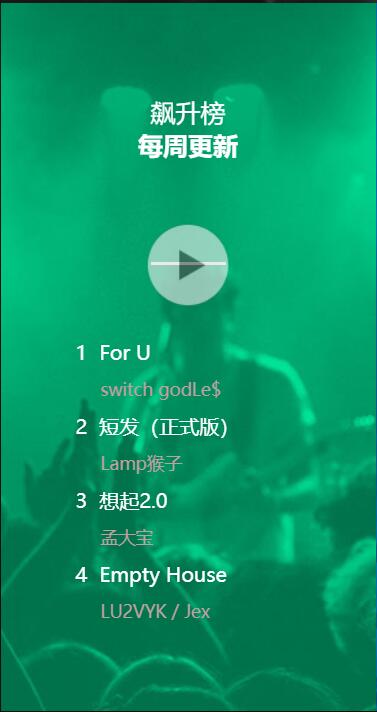 飙升榜
每周更新
1 For U
switch godLe$
2 短发（正式版）
Lamp猴子
3 想起2.0
孟大宝
4 Empty House
LU2VYK / Jex